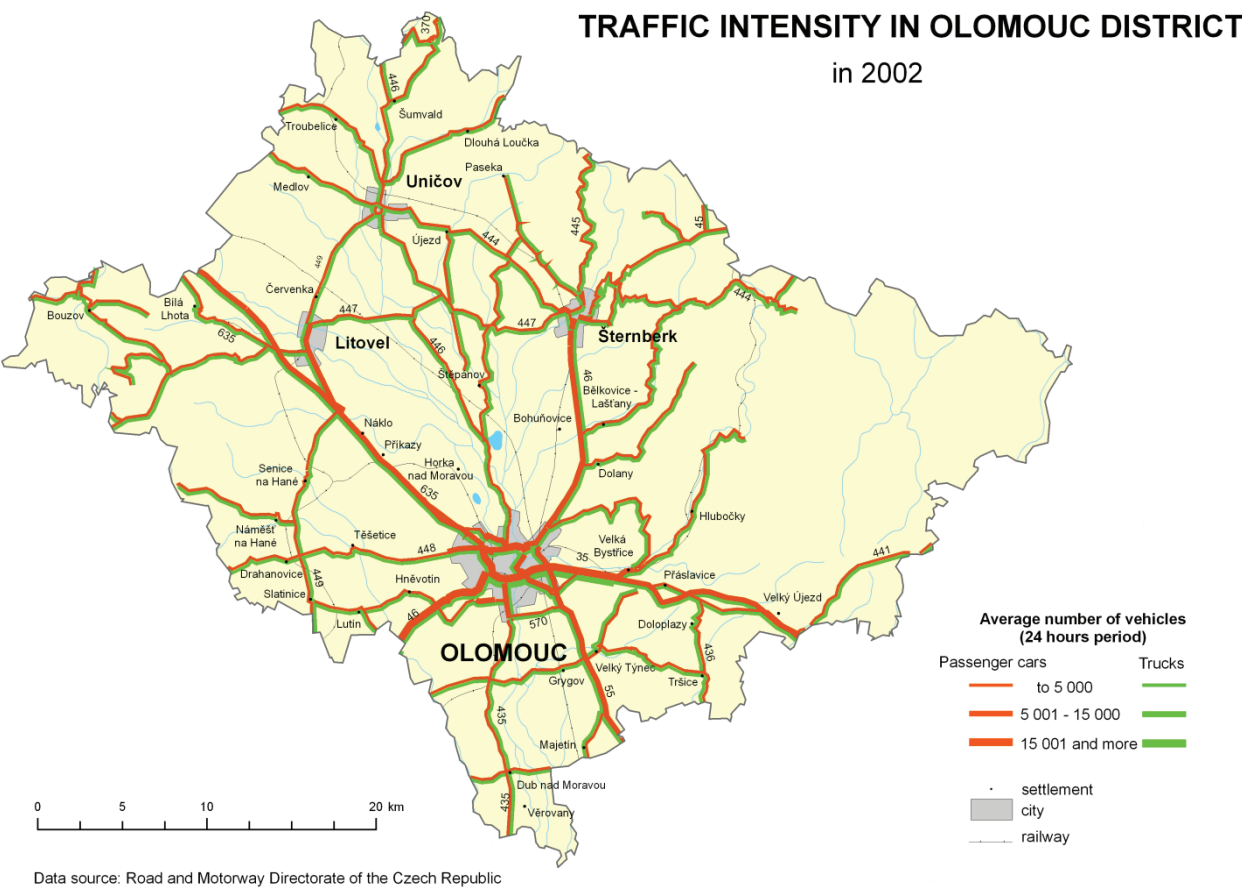 TRAFFIC INTENSITY IN OLOMOUC DISTRICT
in 2002
370
446
Šumvald
Troubelice
Dlouhá Loučka
Paseka
Medlov
Uničov
445
45
Újezd
444
449
Červenka
444
Bílá
Lhota
Bouzov
447
447
635
Litovel
446
Šternberk
Štěpánov
46
Bělkovice -
Lašťany
Bohuňovice
Náklo
Příkazy
Horka
nad Moravou
Senice
na Hané
Dolany
635
Hlubočky
Náměšť
na Hané
Těšetice
448
Velká
Bystřice
35
441
Drahanovice
449
Hněvotín
Přáslavice
Slatinice
Velký Újezd
Lutín
46
570
Doloplazy
OLOMOUC
436
Velký Týnec
Grygov
Tršice
55
435
Majetín
Dub nad Moravou
435
Věrovany
Average number of vehicles
(24 hours period)
Passenger cars Trucks
to 5 000
5 001 - 15 000
15 001 and more
settlement
city
railway
0 5 10 20 km
Data source: Road and Motorway Directorate of the Czech Republic